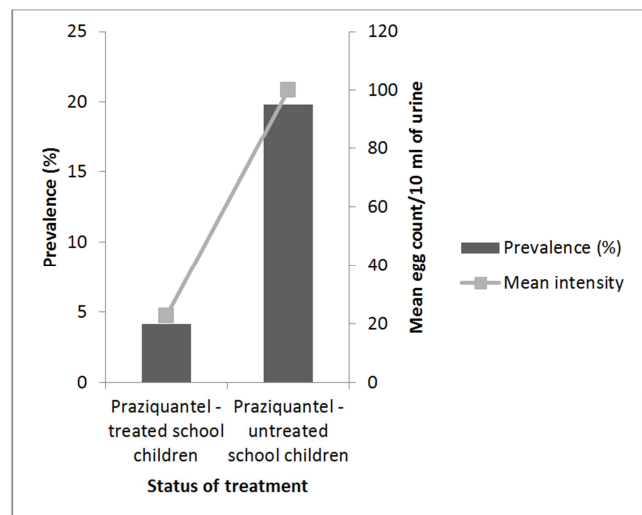 25
20
15
10
5
0
Prevalence (%)
120
100
80
60
40
20
0
Mean egg count/10 ml of urine
Prevalence (%)
Mean intensity
Praziquantel -
treated school
children
Praziquantel -
untreated
school children
Status of treatment